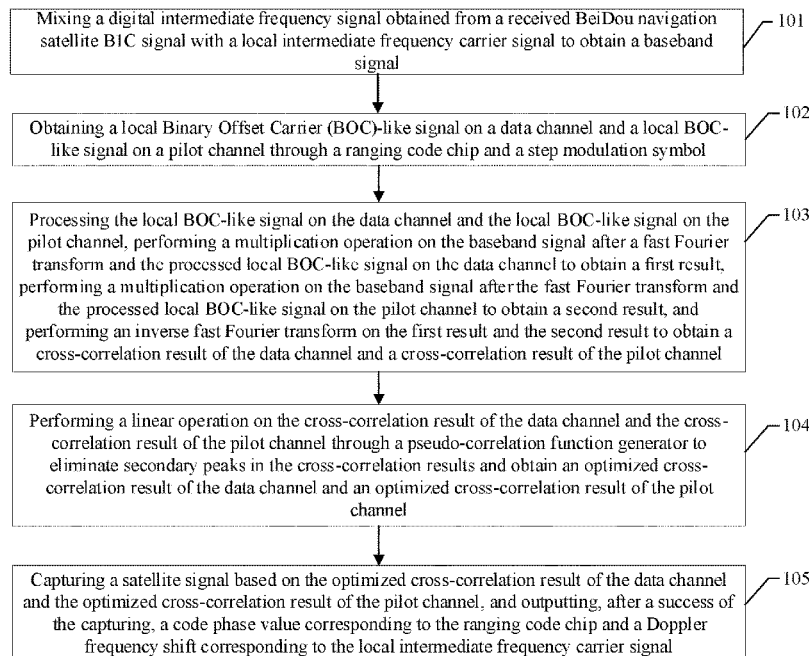 Mixing a digital intermediate frequency signal obtained from a received BeiDou navigation
satellite B1C signal with a local intermediate frequency carrier signal to obtain a baseband
signal
101
Obtaining a local Binary Offset Carrier (BOC)-like signal on a data channel and a local BOC-
like signal on a pilot channel through a ranging code chip and a step modulation symbol
102
Processing the local BOC-like signal on the data channel and the local BOC-like signal on the
pilot channel, performing a multiplication operation on the baseband signal after a fast Fourier
transform and the processed local BOC-like signal on the data channel to obtain a first result,
performing a multiplication operation on the baseband signal after the fast Fourier transform and
the processed local BOC-like signal on the pilot channel to obtain a second result, and
performing an inverse fast Fourier transform on the first result and the second result to obtain a
cross-correlation result of the data channel and a cross-correlation result of the pilot channel
103
Performing a linear operation on the cross-correlation result of the data channel and the cross-
correlation result of the pilot channel through a pseudo-correlation function generator to
eliminate secondary peaks in the cross-correlation results and obtain an optimized cross-
correlation result of the data channel and an optimized cross-correlation result of the pilot
channel
104
Capturing a satellite signal based on the optimized cross-correlation result of the data channel
and the optimized cross-correlation result of the pilot channel, and outputting, after a success of
the capturing, a code phase value corresponding to the ranging code chip and a Doppler
frequency shift corresponding to the local intermediate frequency carrier signal
105